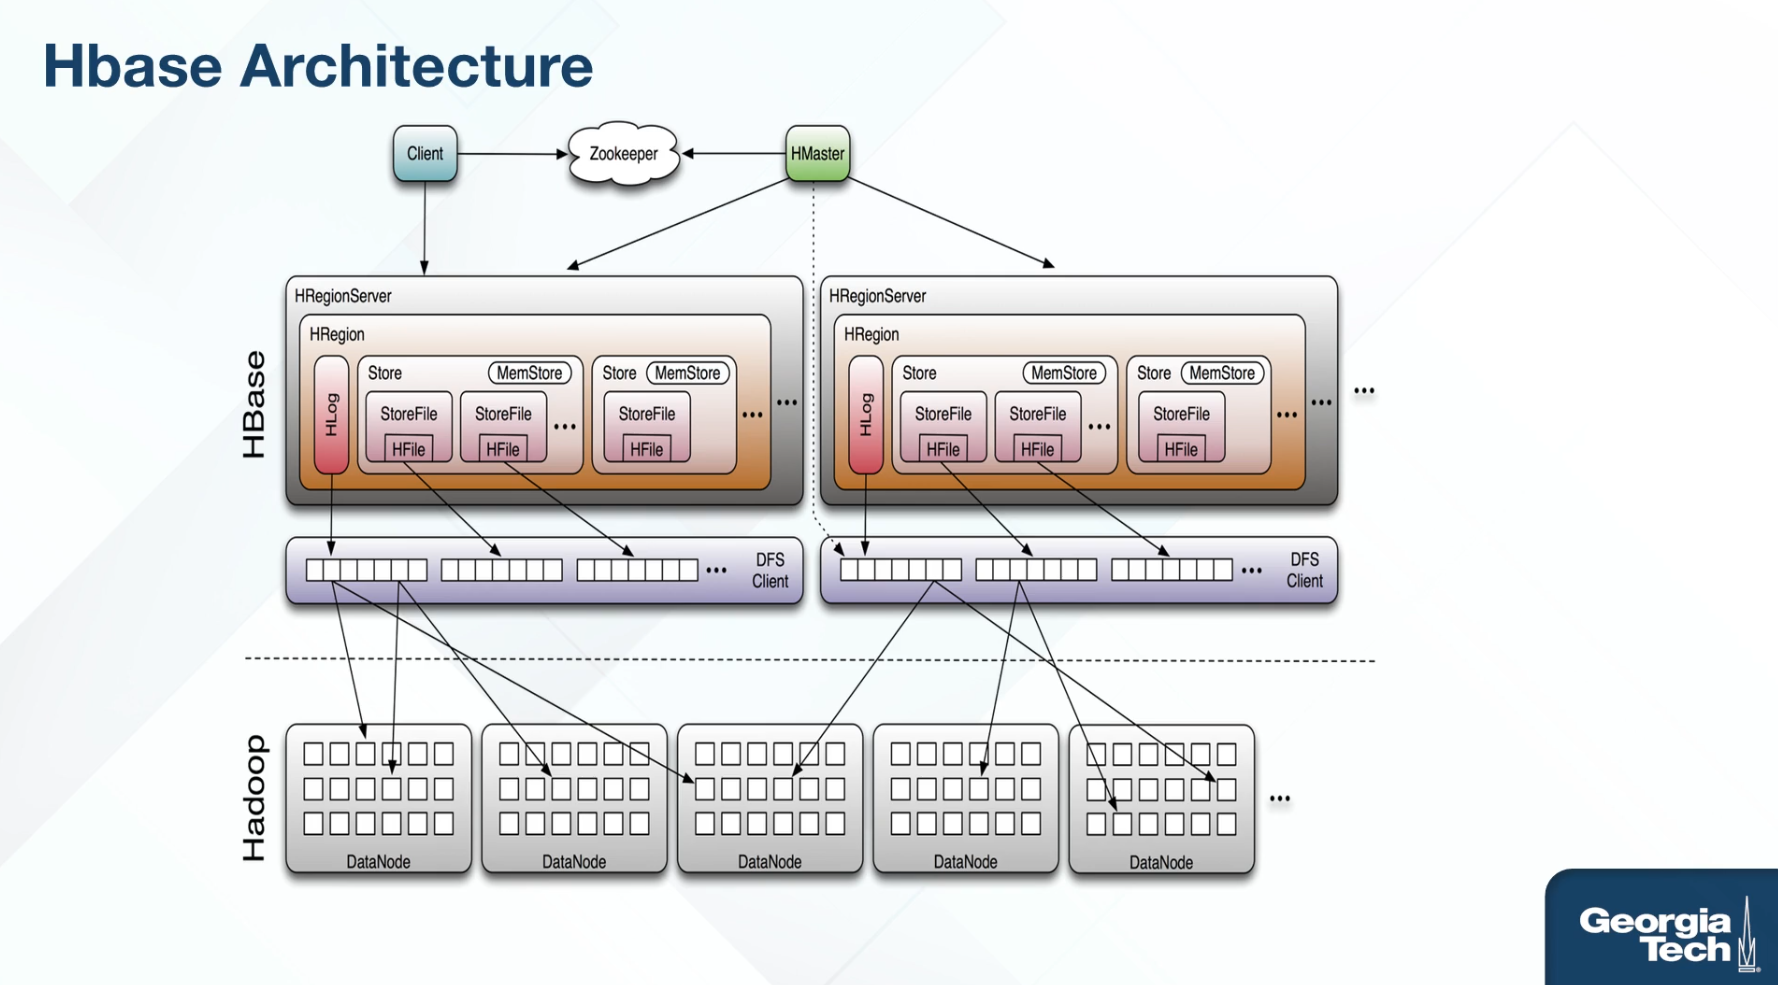 Hbase Architecture
Client
Zookeeper
HMaster
HBase
HRegionServer
HRegion
HLog
Store
MemStore
StoreFile
HFile
StoreFile
HFile
...
Store
MemStore
StoreFile
HFile
...
...
HRegionServer
HRegion
HLog
Store
MemStore
StoreFile
HFile
StoreFile
HFile
...
Store
MemStore
StoreFile
HFile
...
...
...
...
DFS
Client
...
DFS
Client
Hadoop
DataNode
DataNode
DataNode
DataNode
DataNode
...
Georgia
Tech